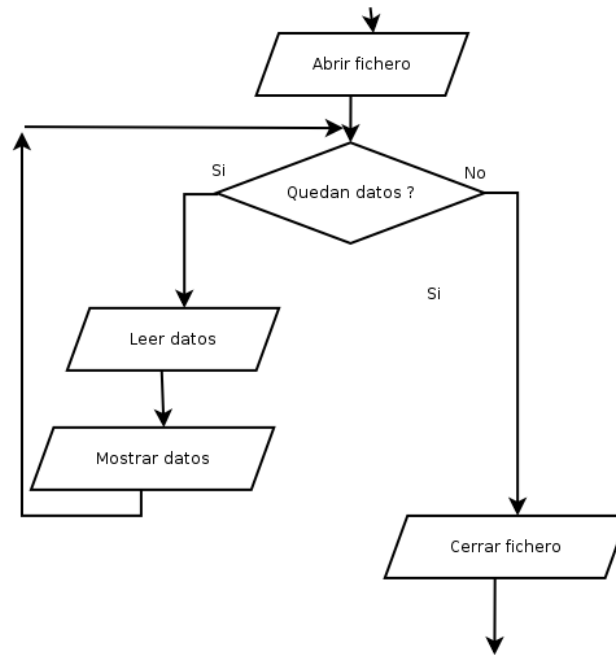 Abrir fichero
Si
No
Quedan datos ?
Si
Leer datos
Mostrar datos
Cerrar fichero